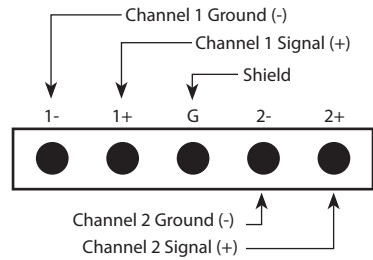 Channel 1 Ground (-)
Channel 1 Signal (+)
Shield
1- 1+ G 2- 2+
Channel 2 Ground (-)
Channel 2 Signal (+)